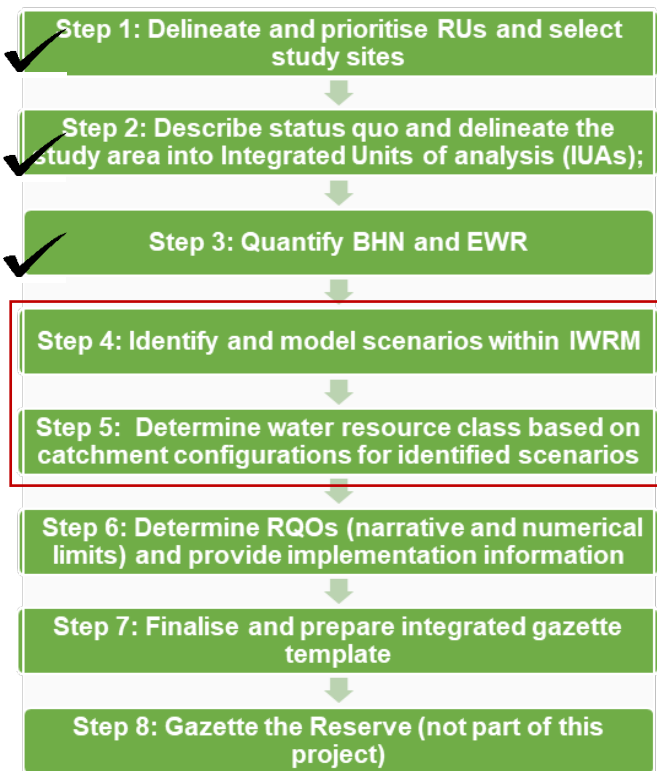 Step 1: Delineate and prioritise RUs and select
study sites
Step 2: Describe status quo and delineate the
study area into Integrated Units of analysis (IUAs);
Step 3: Quantify BHN and EWR
Step 4: Identify and model scenarios within IWRM
Step 5:  Determine water resource class based on
catchment configurations for identified scenarios
Step 6: Determine RQOs (narrative and numerical
limits) and provide implementation information
Step 7: Finalise and prepare integrated gazette
template
Step 8: Gazette the Reserve (not part of this
project)